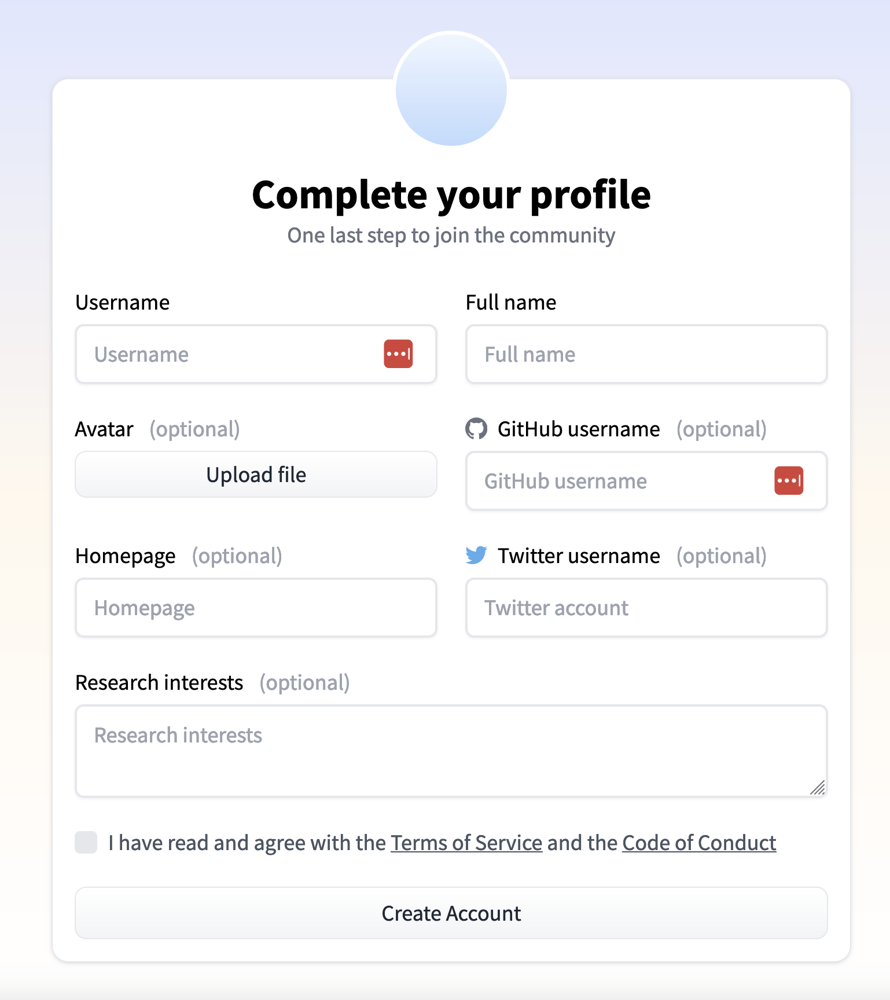 Complete your profile
One last step to join the community
Username
Full name
Username
Full name
Avatar (optional)
GitHub username (optional)
Upload file
GitHub username
Homepage (optional)
Twitter username (optional)
Homepage
Twitter account
Research interests (optional)
Research interests
I have read and agree with the Terms of Service and the Code of Conduct
Create Account